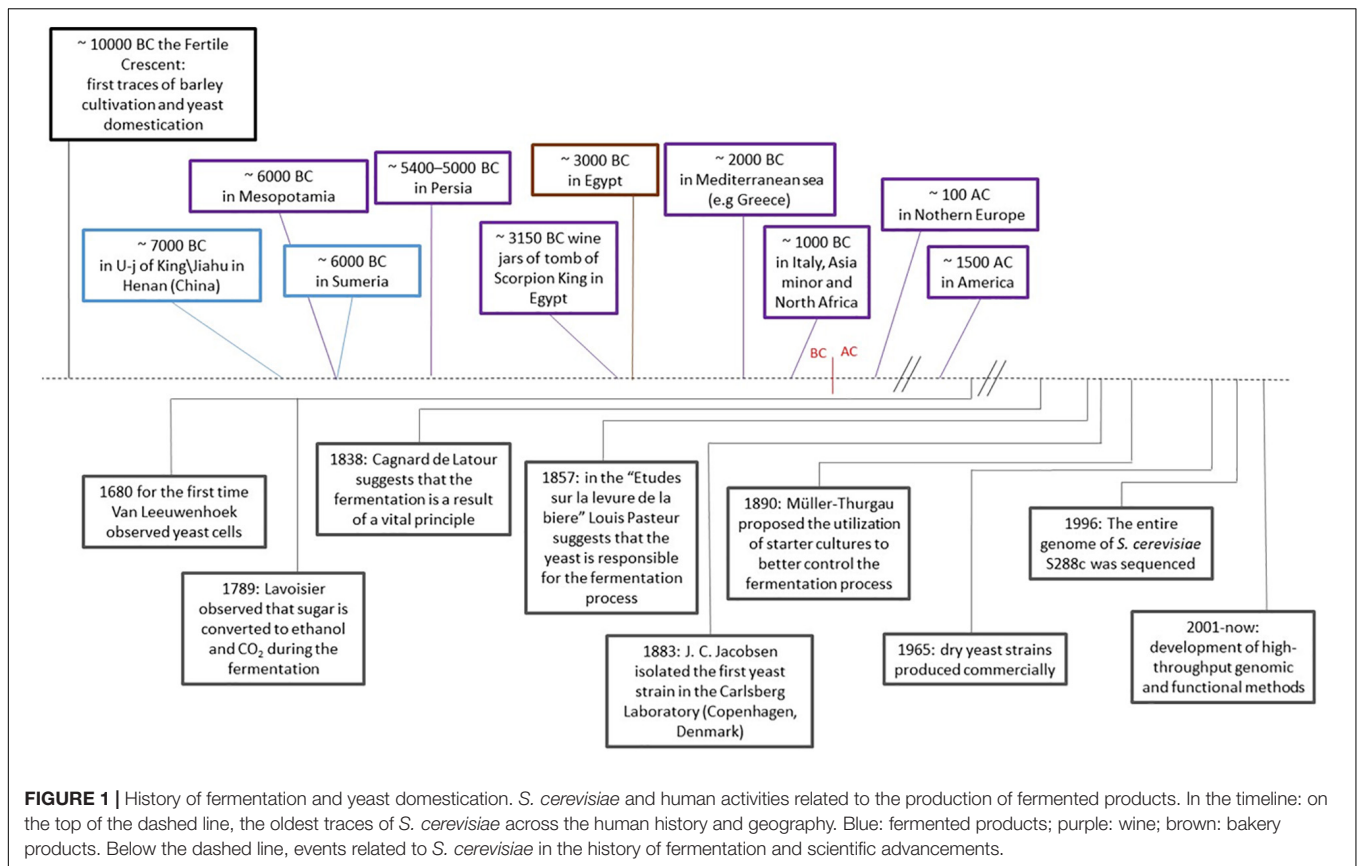 ~ 10000 BC the Fertile
Crescent:
first traces of barley
cultivation and yeast
domestication
~ 6000 BC
in Mesopotamia
~ 5400–5000 BC
in Persia
~ 3000 BC
in Egypt
~ 2000 BC
in Mediterranean sea
(e.g Greece)
~ 100 AC
in Nothern Europe
~ 7000 BC
in U-j of King\Jiahu in
Henan (China)
~ 6000 BC
in Sumeria
~ 3150 BC wine
jars of tomb of
Scorpion King in
Egypt
~ 1000 BC
in Italy, Asia
minor and
North Africa
~ 1500 AC
in America
BC AC
1680 for the first time
Van Leeuwenhoek
observed yeast cells
1789: Lavoisier
observed that sugar is
converted to ethanol
and CO₂ during the
fermentation
1838: Cagnard de Latour
suggests that the
fermentation is a result
of a vital principle
1857: in the “Etudes
sur la levure de la
biere” Louis Pasteur
suggests that the
yeast is responsible
for the fermentation
process
1883: J. C. Jacobsen
isolated the first yeast
strain in the Carlsberg
Laboratory (Copenhagen,
Denmark)
1890: Müller-Thurgau
proposed the utilization
of starter cultures to
better control the
fermentation process
1965: dry yeast strains
produced commercially
1996: The entire
genome of S. cerevisiae
S288c was sequenced
2001-now:
development of high-
throughput genomic
and functional methods
FIGURE 1 | History of fermentation and yeast domestication. S. cerevisiae and human activities related to the production of fermented products. In the timeline: on
the top of the dashed line, the oldest traces of S. cerevisiae across the human history and geography. Blue: fermented products; purple: wine; brown: bakery
products. Below the dashed line, events related to S. cerevisiae in the history of fermentation and scientific advancements.